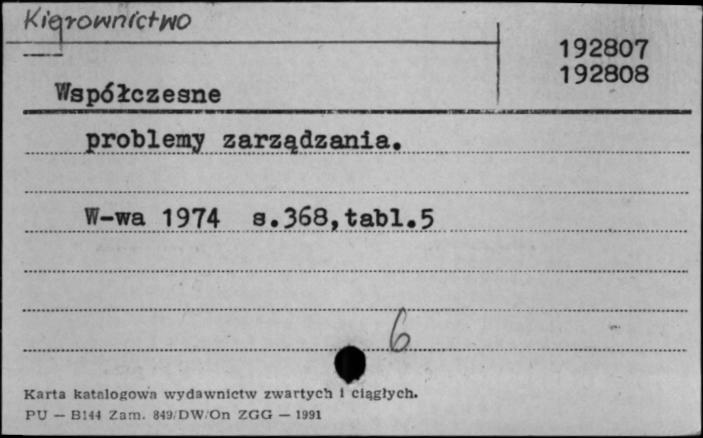 Kierownictwo
192807
192808
Współczesne
problemy zarządzania.
W-wa 1974 s.368,tabl.5
6
Karta katalogowa wydawnictw zwartych i ciągłych.
PU — B144 Zam. 849/DW/On ZGG — 1991